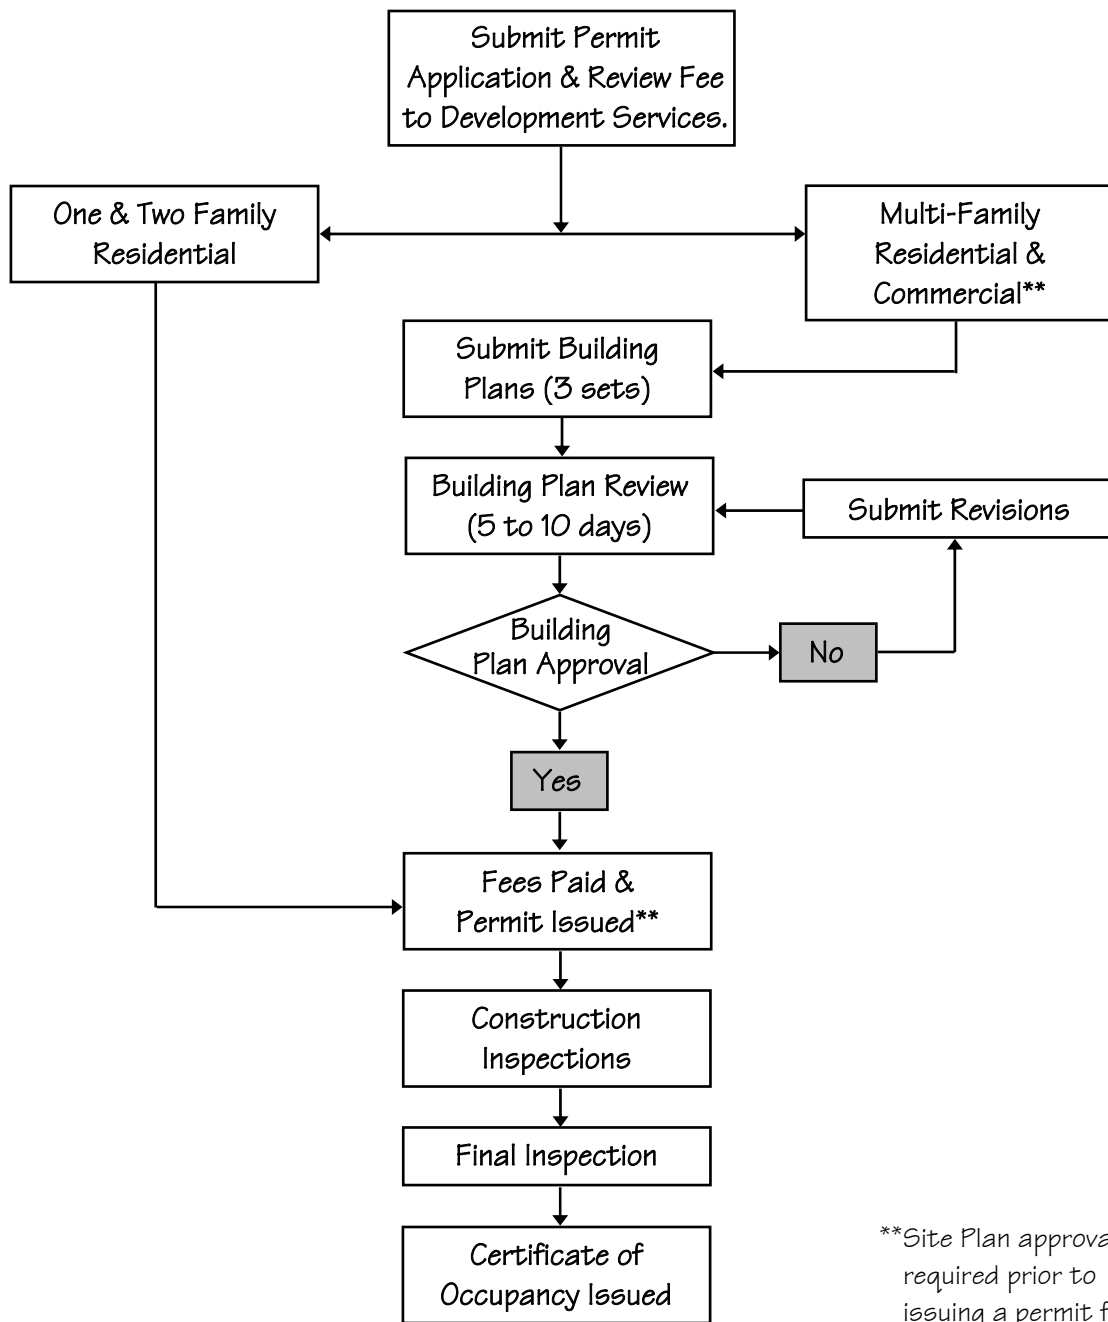 Submit Permit
Application & Review Fee
to Development Services.
One & Two Family
Residential
Multi-Family
Residential &
Commercial**
Submit Building
Plans (3 sets)
Building Plan Review
(5 to 10 days)
Submit Revisions
Building
Plan Approval
No
Yes
Fees Paid &
Permit Issued**
Construction
Inspections
Final Inspection
Certificate of
Occupancy Issued
**Site Plan
required prior to
issuing a permit